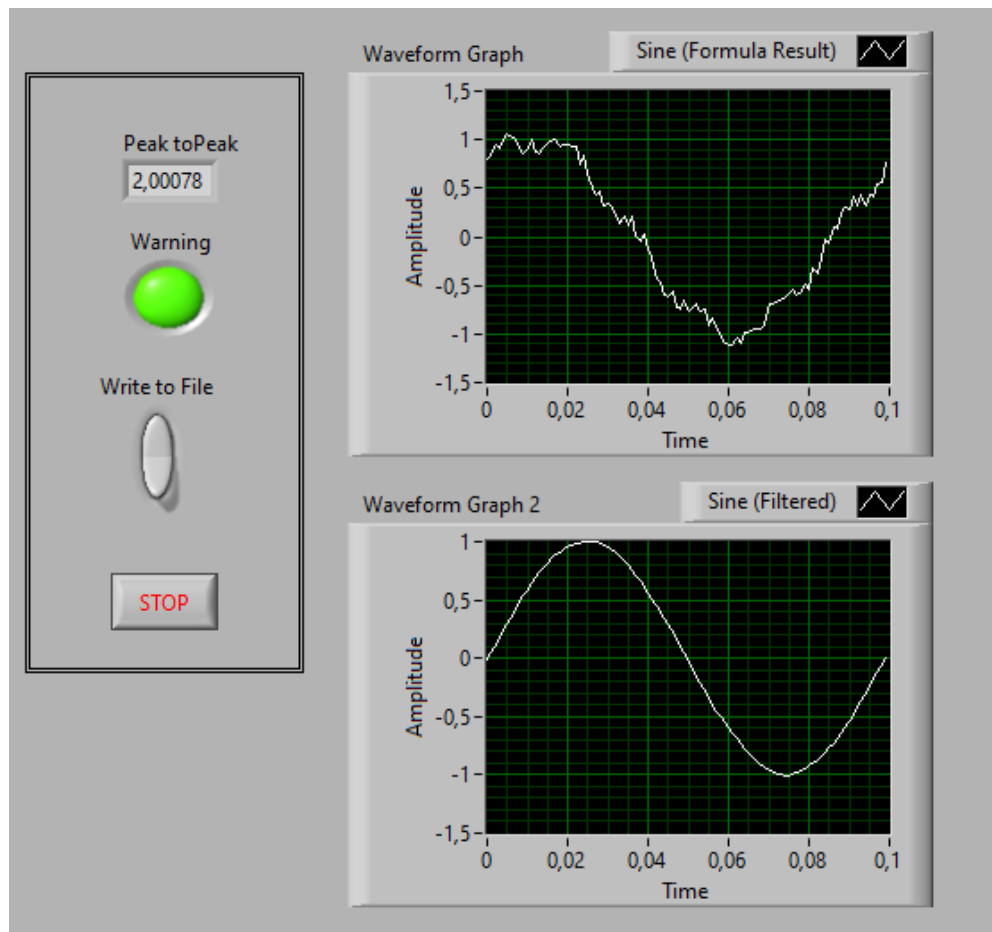 Peak toPeak
2,00078
Warning
Write to File
STOP
Waveform Graph
Sine (Formula Result)
1,5
1
0,5
0
-0,5
-1
-1,5
Amplitude
0 0,02 0,04 0,06 0,08 0,1
Time
Waveform Graph 2
Sine (Filtered)
1
0,5
0
-0,5
-1
-1,5
Amplitude
0 0,02 0,04 0,06 0,08 0,1
Time